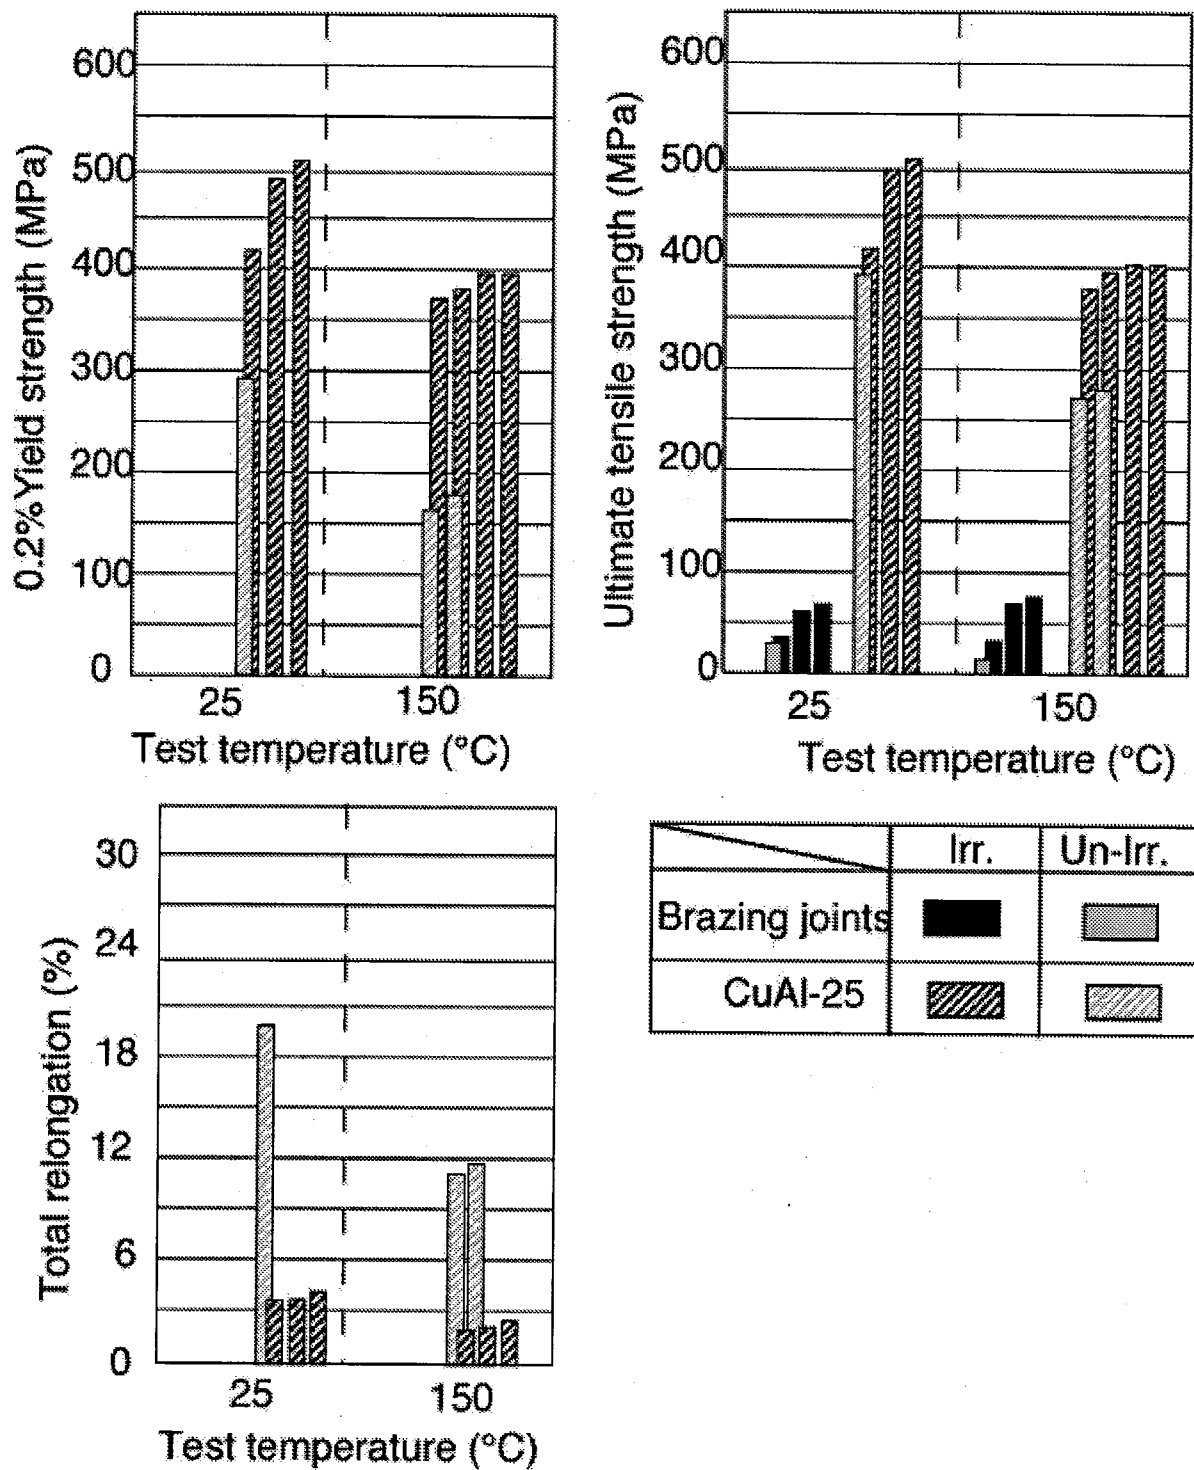 600
500
400
300
200
100
0
0.2%Yield strength (MPa)
25 150
Test temperature (°C)
600
500
400
300
200
100
0
Ultimate tensile strength (MPa)
25 150
Test temperature (°C)
30
24
18
12
6
0
Total relongation (%)
25 150
Test temperature (°C)
Irr. Un-Irr.
Brazing joints
CuAl-25